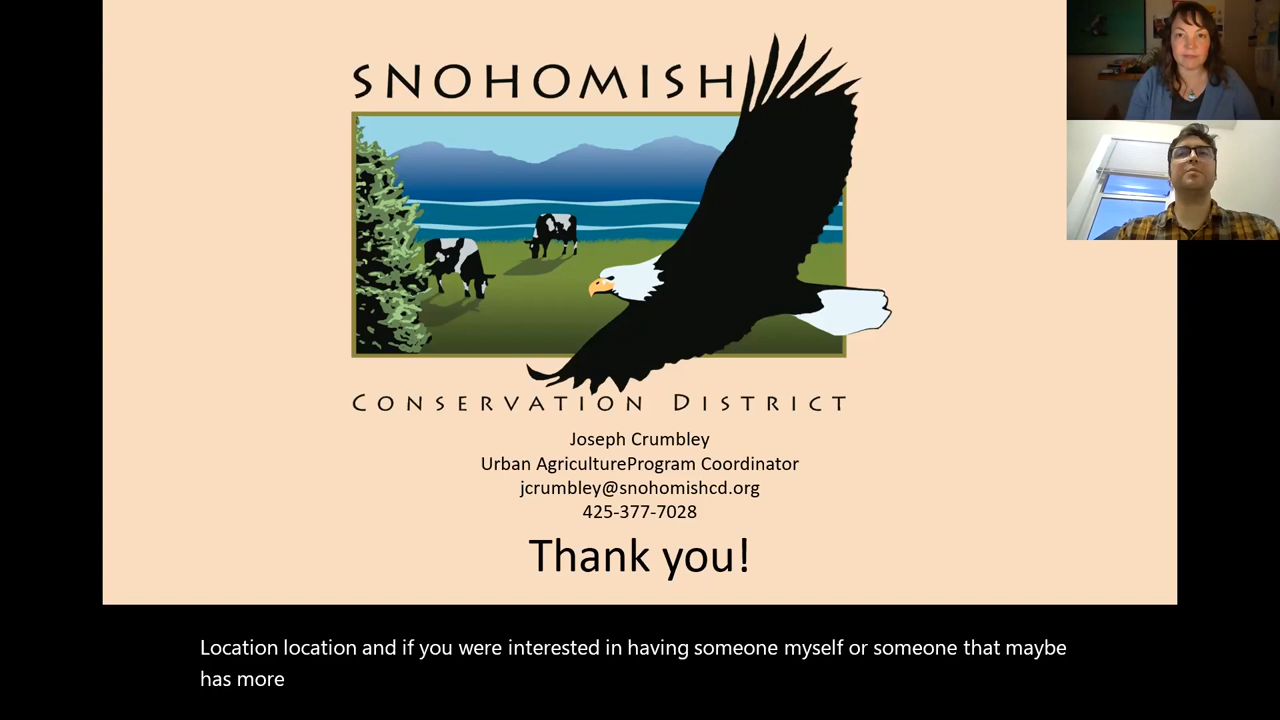 SNOHOMISH
CONSERVATION DISTRICT
Joseph Crumbley
Urban AgricultureProgram Coordinator
jcrumbley@snohomishcd.org
425-377-7028
Thank you!
Location location and if you were interested in having someone myself or someone that maybe
has more